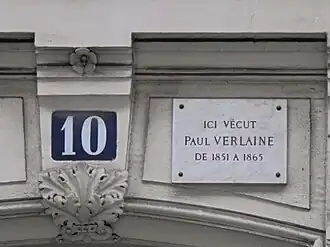 10
ICI VÉCUT
PAUL VERLAINE
DE 1851 A 1865